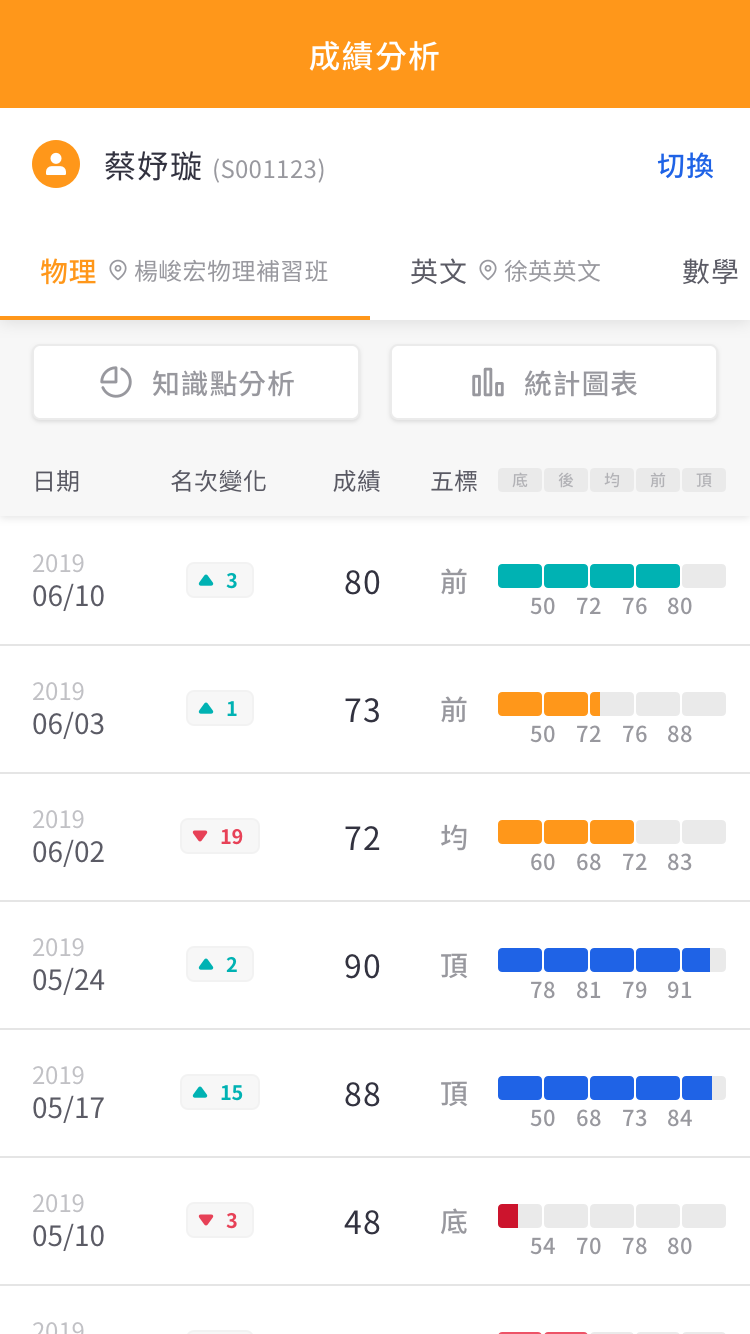 成績分析
蔡妤璇 (S001123) 切換
物理 楊峻宏物理補習班 英文 徐英英文 數學
知識點分析 統計圖表
日期 名次變化 成績 五標 底 後 均 前 頂
2019
06/10 3 80 前
50 72 76 80
2019
06/03 1 73 前
50 72 76 88
2019
06/02 19 72 均
60 68 72 83
2019
05/24 2 90 頂
78 81 79 91
2019
05/17 15 88 頂
50 68 73 84
2019
05/10 3 48 底
54 70 78 80
2019